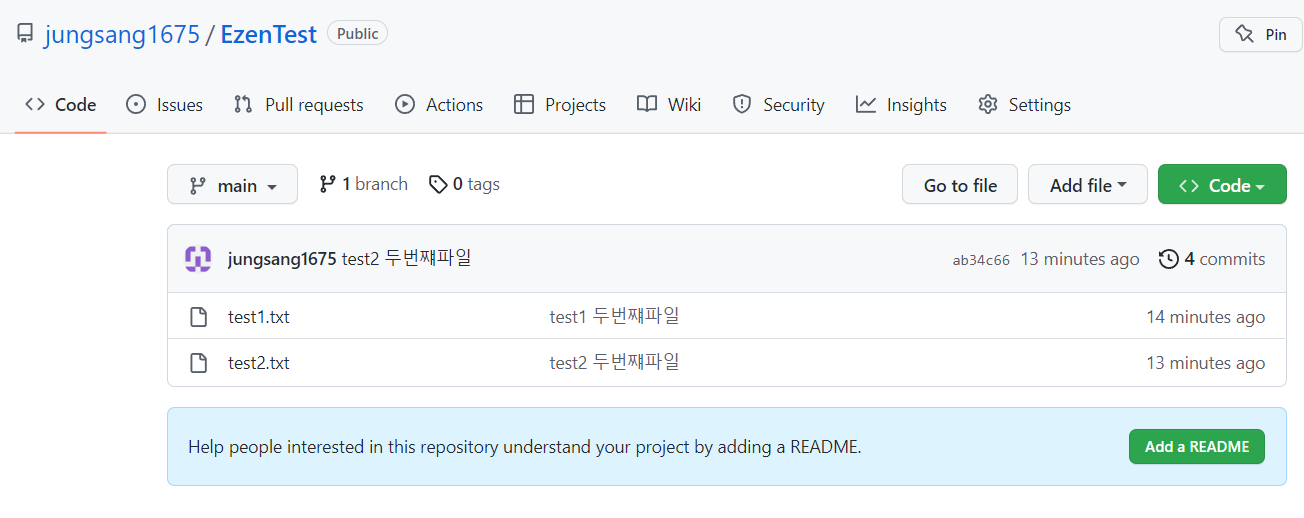 jungsang1675 / EzenTest Public Pin
Code Issues Pull requests Actions Projects Wiki Security Insights Settings
main 1 branch 0 tags Go to file Add file Code
jungsang1675 test2 두번쨰파일 ab34c66 13 minutes ago 4 commits
test1.txt test1 두번쨰파일 14 minutes ago
test2.txt test2 두번쨰파일 13 minutes ago
Help people interested in this repository understand your project by adding a README. Add a README